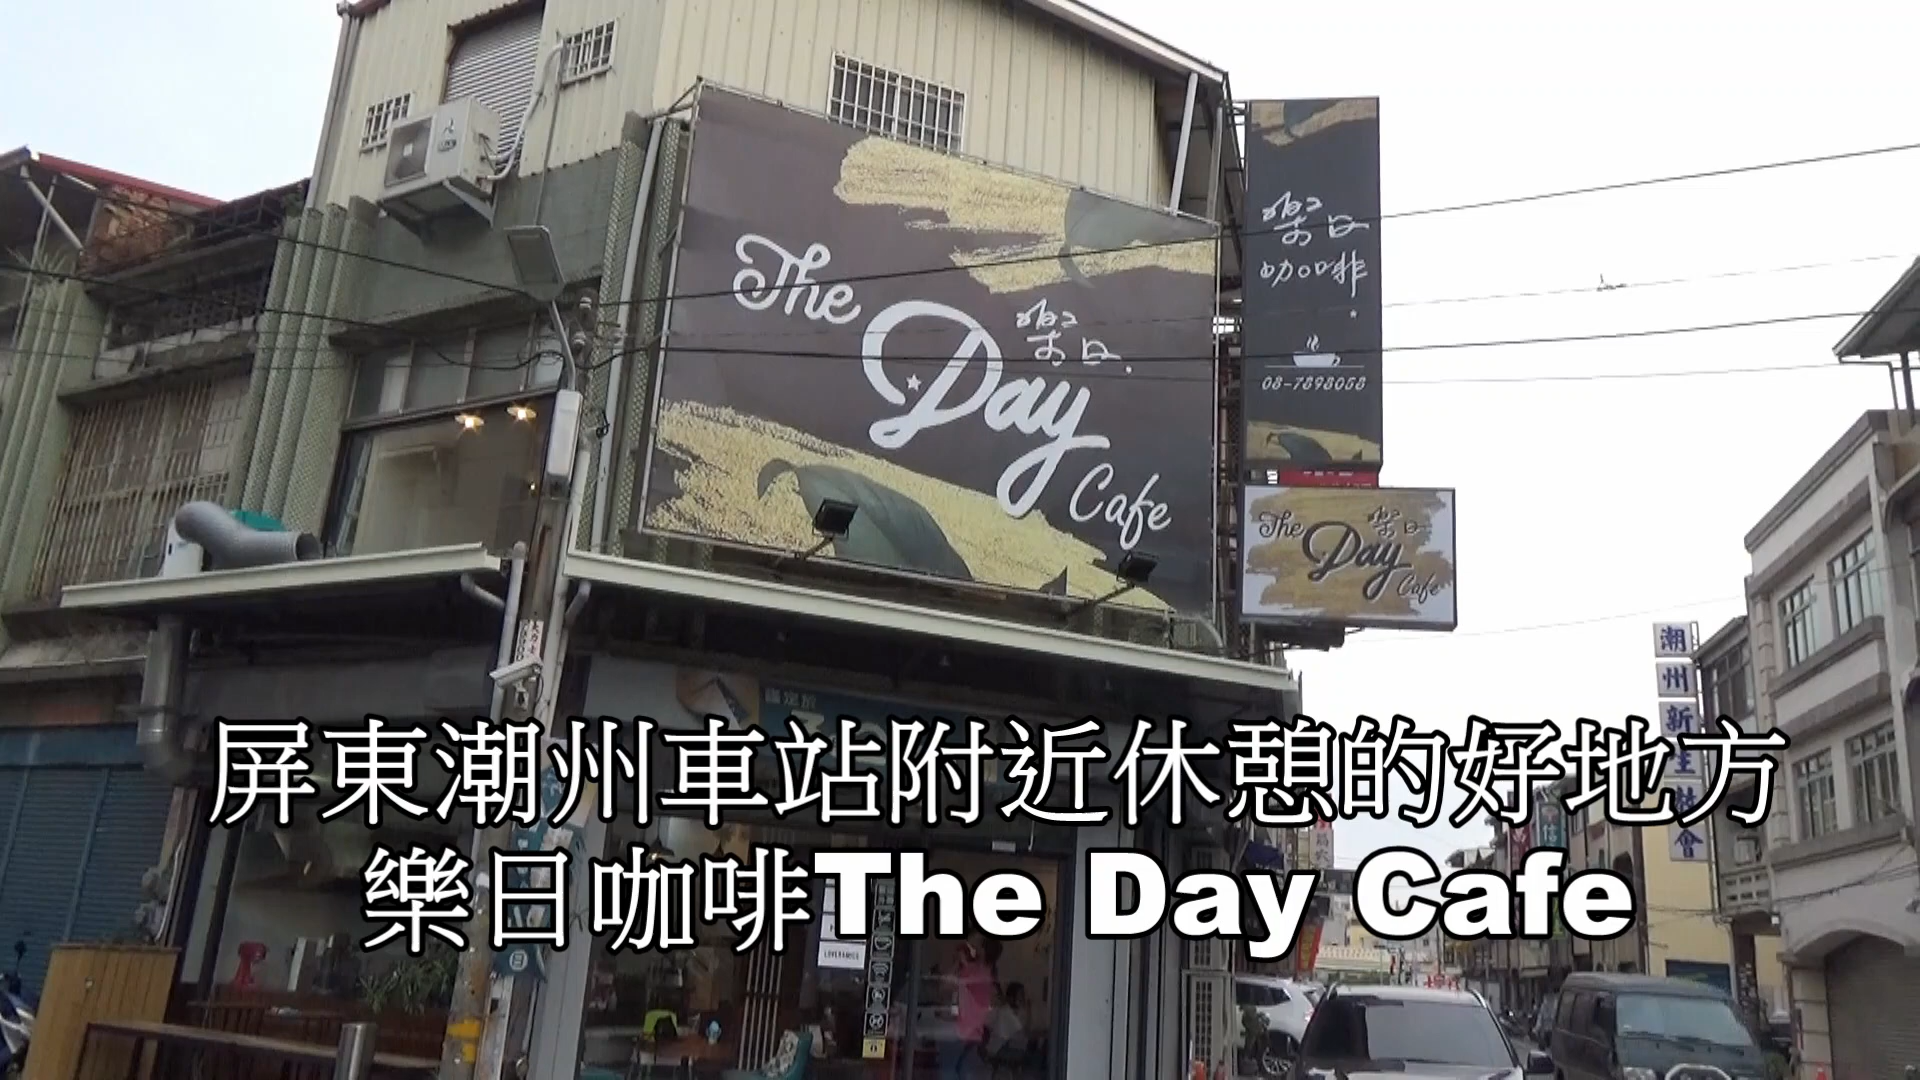 The
樂日
Day
Cafe
樂日
咖啡
08-7898058
The
樂日
Day
Cafe
潮州新生教會
屏東潮州車站附近休憩的好地方
樂日咖啡The Day Cafe
LOVERAMICS